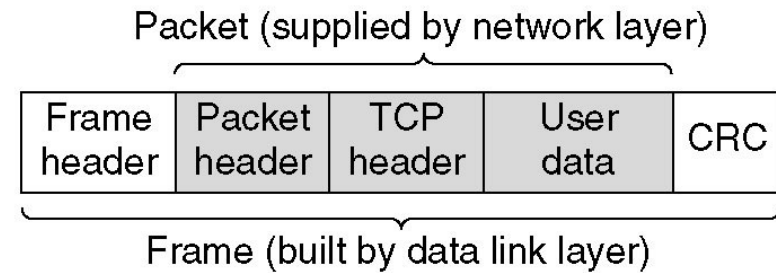 Packet (supplied by network layer)
Frame header
Packet header
TCP header
User data
CRC
Frame (built by data link layer)